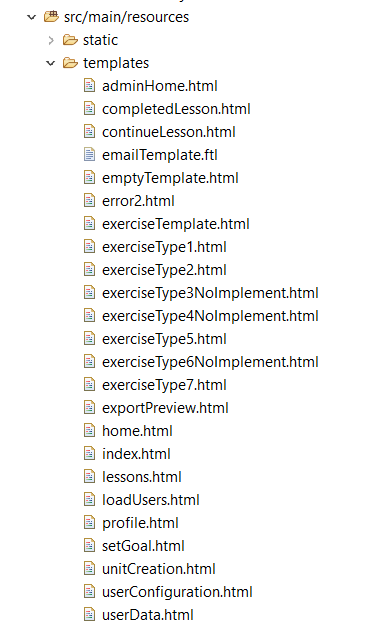 src/main/resources
static
templates
adminHome.html
completedLesson.html
continueLesson.html
emailTemplate.ftl
emptyTemplate.html
error2.html
exerciseTemplate.html
exerciseType1.html
exerciseType2.html
exerciseType3NoImplement.html
exerciseType4NoImplement.html
exerciseType5.html
exerciseType6NoImplement.html
exerciseType7.html
exportPreview.html
home.html
index.html
lessons.html
loadUsers.html
profile.html
setGoal.html
unitCreation.html
userConfiguration.html
userData.html